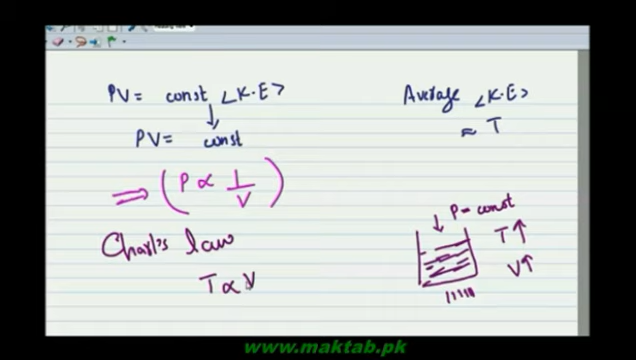 PV = const <K.E>
PV = const
⟹ (P ∝ 1/V)
Charl's law
T ∝ V
Average <K.E>
≈ T
P = const
T↑
V↑
www.maktab.pk